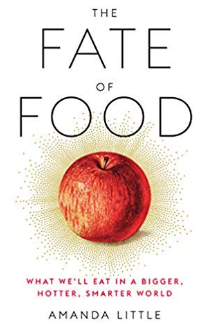 THE
FATE
OF
FOOD
WHAT WE'LL EAT IN A BIGGER,
HOTTER, SMARTER WORLD
AMANDA LITTLE